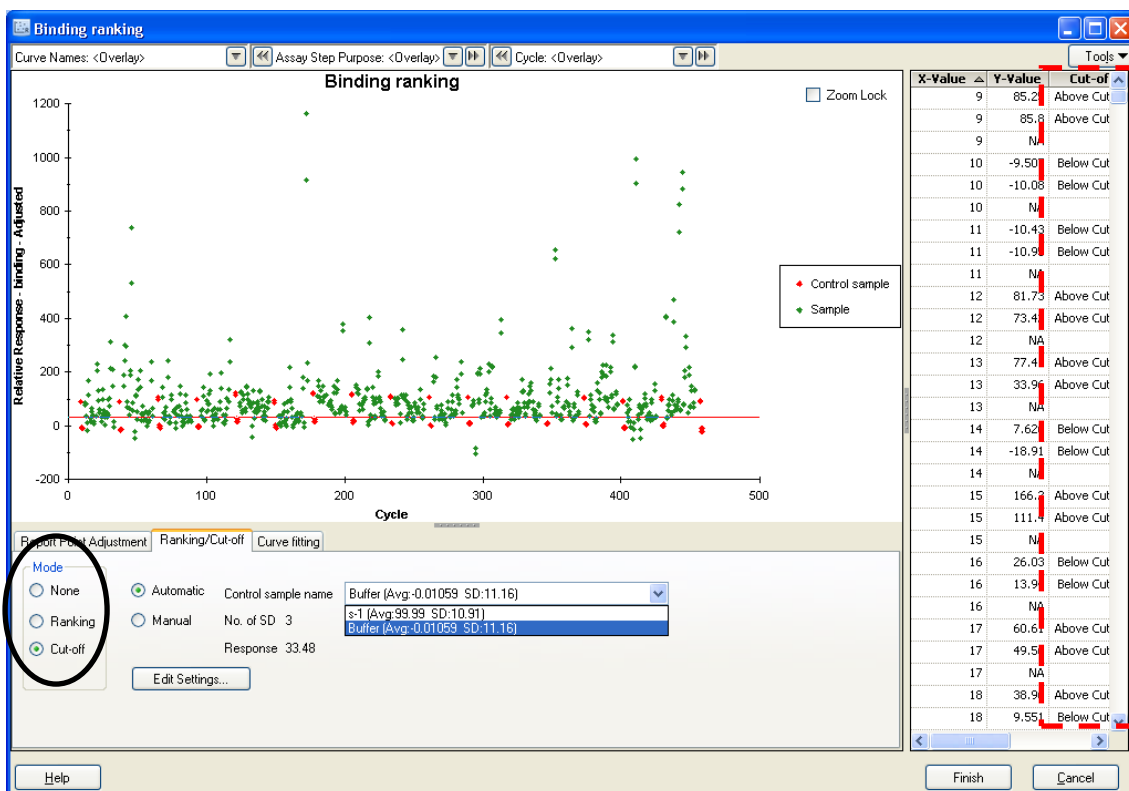 Binding ranking
Curve Names: <Overlay> Assay Step Purpose: <Overlay> Cycle: <Overlay> Tools
Binding ranking
Zoom Lock
Relative Response - binding - Adjusted
1200
1000
800
600
400
200
0
-200
0 100 200 300 400 500
Cycle
Control sample
Sample
X-Value Y-Value Cut-of
9 85.2 Above Cut
9 85.8 Above Cut
9 NA
10 -9.50 Below Cut
10 -10.08 Below Cut
10 NA
11 -10.43 Below Cut
11 -10.9 Below Cut
11 NA
12 81.73 Above Cut
12 73.4 Above Cut
12 NA
13 77.4 Above Cut
13 33.96 Above Cut
13 NA
14 7.62 Below Cut
14 -18.91 Below Cut
14 NA
15 166.2 Above Cut
15 111.4 Above Cut
15 NA
16 26.03 Below Cut
16 13.9 Below Cut
16 NA
17 60.61 Above Cut
17 49.5 Above Cut
17 NA
18 38.9 Above Cut
18 9.551 Below Cut
Report Point Adjustment Ranking/Cut-off Curve fitting
Mode
None
Ranking
Cut-off
Automatic
Manual
Control sample name Buffer (Avg:-0.01059 SD:11.16)
s-1 (Avg:99.99 SD:10.91)
Buffer (Avg:-0.01059 SD:11.16)
No. of SD 3
Response 33.48
Edit Settings...
Help Finish Cancel